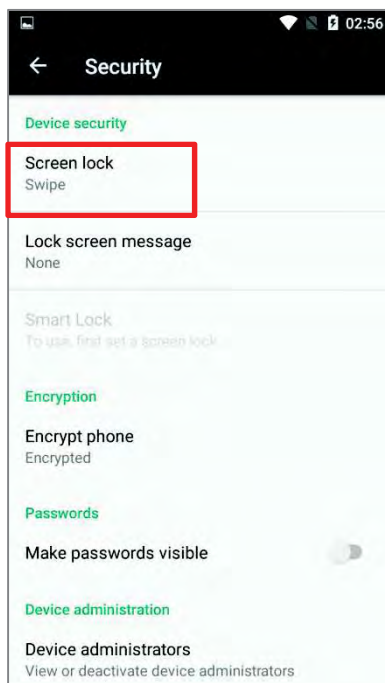 02:56
Security
Device security
Screen lock
Swipe
Lock screen message
None
Smart Lock
To use, first set a screen lock
Encryption
Encrypt phone
Encrypted
Passwords
Make passwords visible
Device administration
Device administrators
View or deactivate device administrators